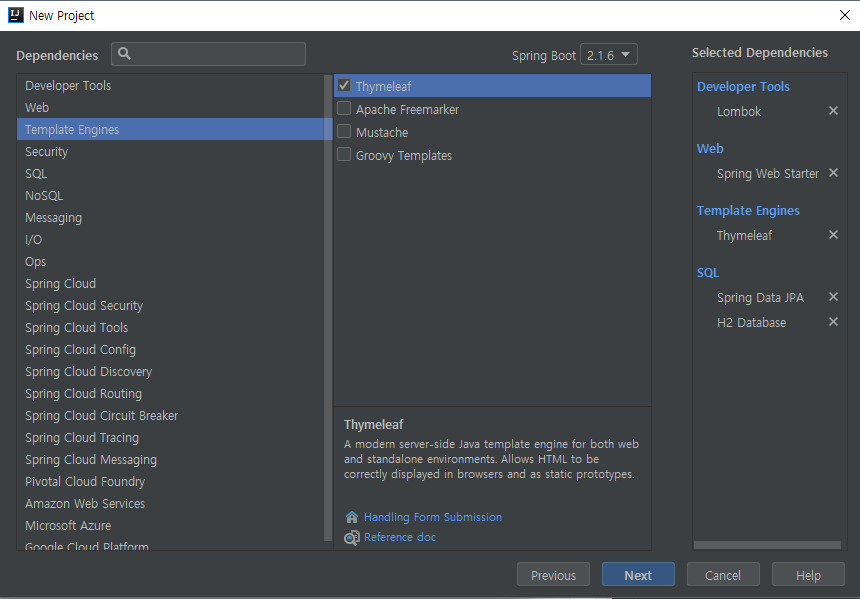 New Project
Dependencies
Spring Boot 2.1.6
Selected Dependencies
Developer Tools
Web
Template Engines
Security
SQL
NoSQL
Messaging
I/O
Ops
Spring Cloud
Spring Cloud Security
Spring Cloud Tools
Spring Cloud Config
Spring Cloud Discovery
Spring Cloud Routing
Spring Cloud Circuit Breaker
Spring Cloud Tracing
Spring Cloud Messaging
Pivotal Cloud Foundry
Amazon Web Services
Microsoft Azure
Google Cloud Platform
Thymeleaf
Apache Freemarker
Mustache
Groovy Templates
Thymeleaf
A modern server-side Java template engine for both web
and standalone environments. Allows HTML to be
correctly displayed in browsers and as static prototypes.
Handling Form Submission
Reference doc
Developer Tools
Lombok
Web
Spring Web Starter
Template Engines
Thymeleaf
SQL
Spring Data JPA
H2 Database
Previous
Next
Cancel
Help